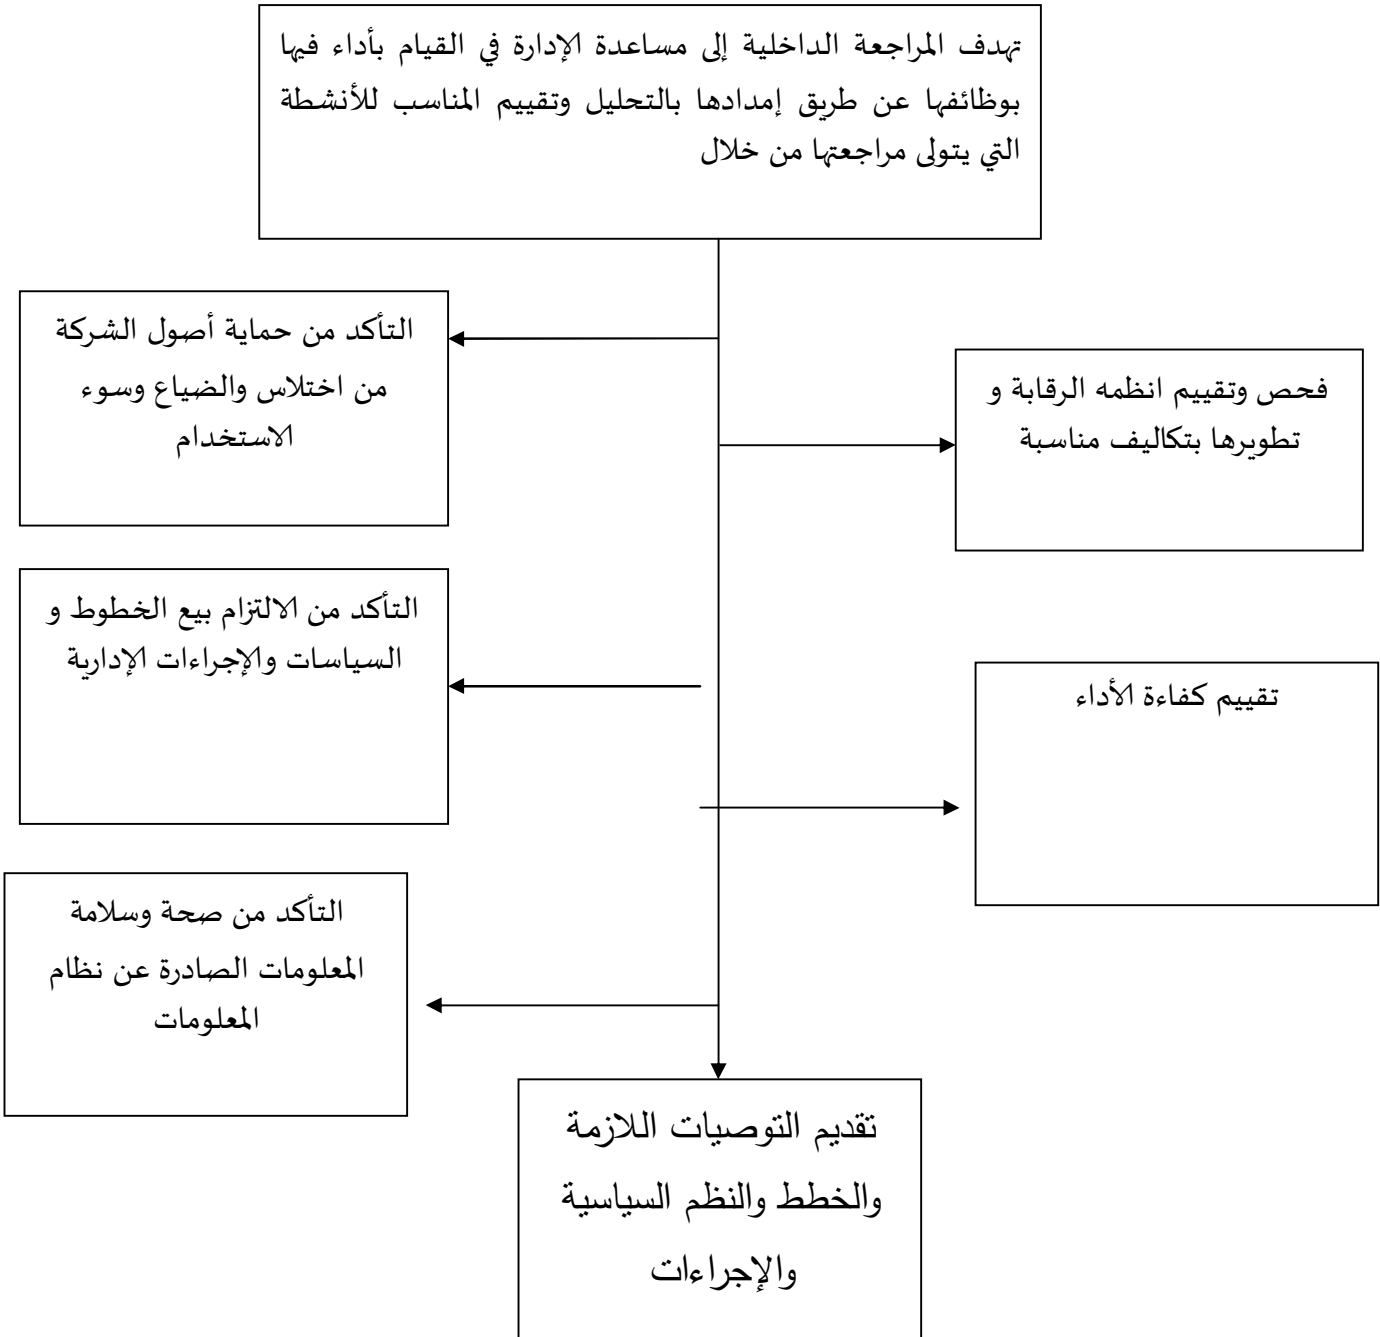 تهدف المراجعة الداخلية إلى مساعدة الإدارة في القيام بأداء فيها
بوظائفها عن طريق إمدادها بالتحليل وتقييم المناسب للأنشطة
التي يتولى مراجعتها من خلال
التأكد من حماية أصول الشركة
من اختلاس والضياع وسوء
الاستخدام
فحص وتقييم انظمه الرقابة و
تطويرها بتكاليف مناسبة
التأكد من الالتزام بيع الخطوط و
السياسات والإجراءات الإدارية
تقييم كفاءة الأداء
التأكد من صحة وسلامة
المعلومات الصادرة عن نظام
المعلومات
تقديم التوصيات اللازمة
والخطط والنظم السياسية
والإجراءات